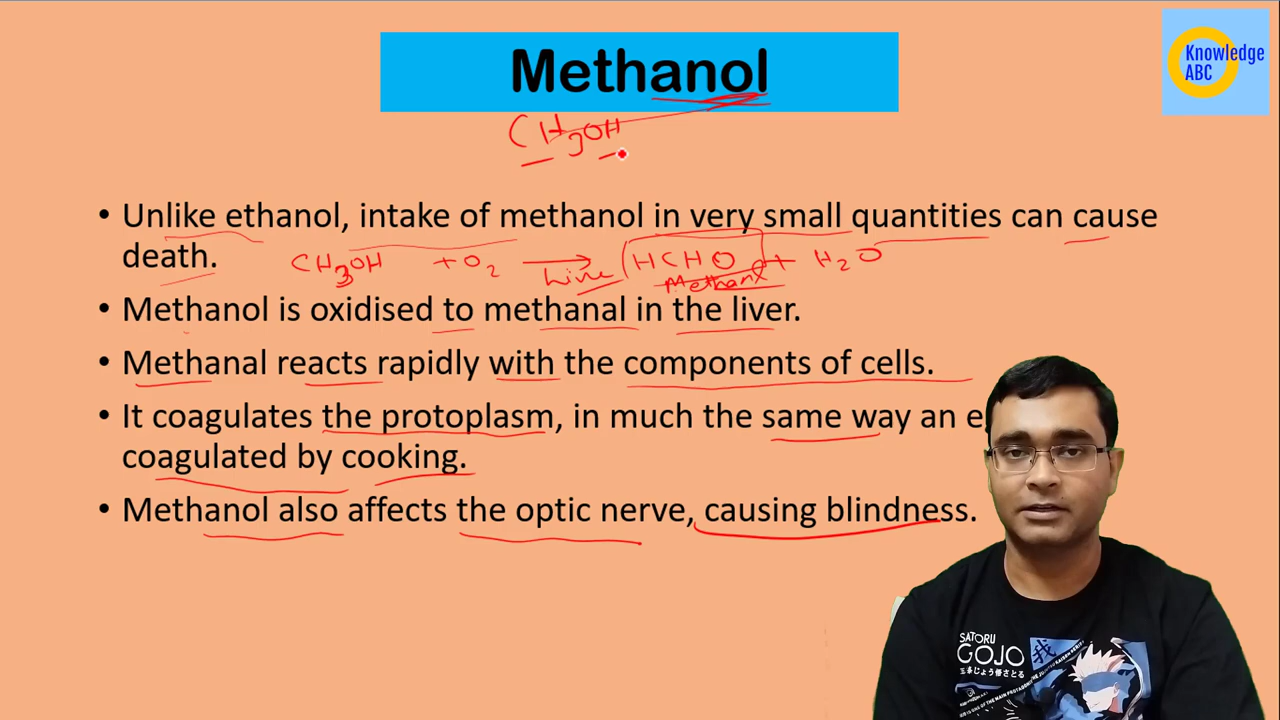 Knowledge
ABC
Methanol
CH3OH
• Unlike ethanol, intake of methanol in very small quantities can cause
death.
CH3OH + O2 → HCHO + H2O
• Methanol is oxidised to methanal in the liver.
• Methanal reacts rapidly with the components of cells.
• It coagulates the protoplasm, in much the same way an
coagulated by cooking.
• Methanol also affects the optic nerve, causing blindness.
SATORU
GOJO
我